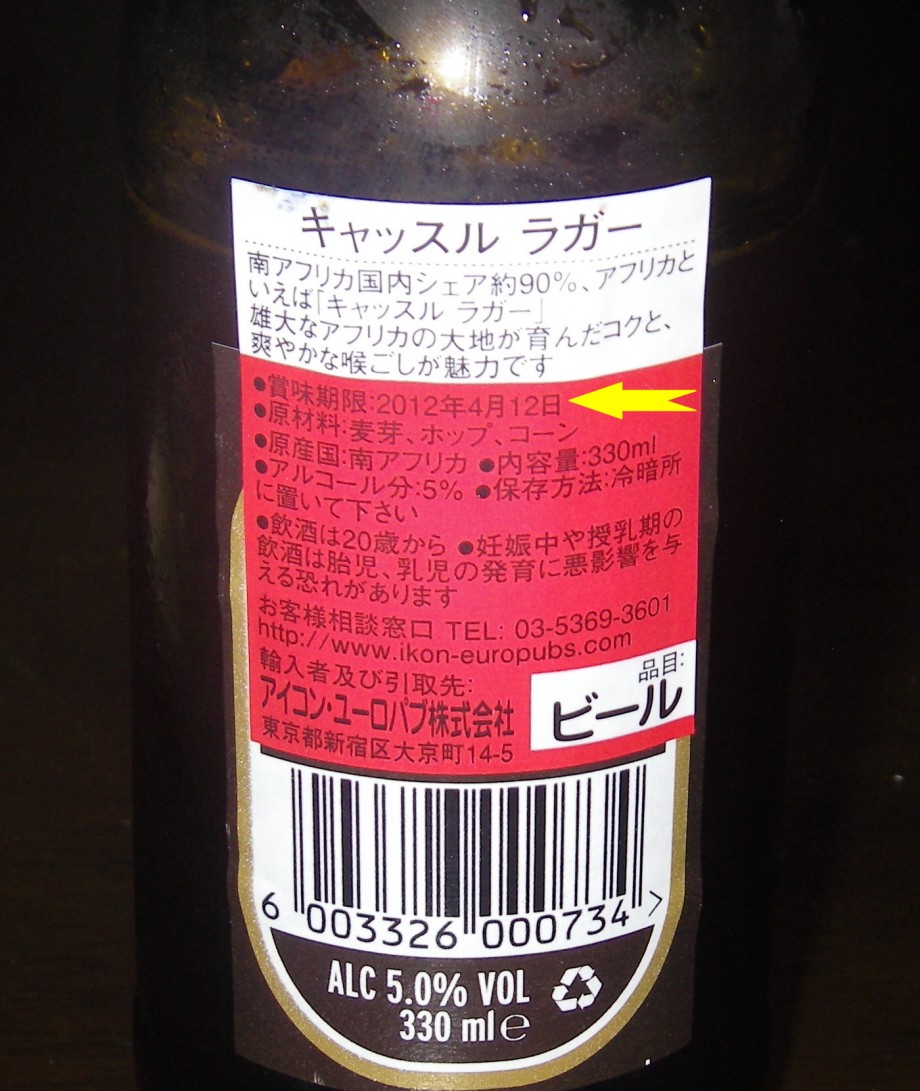 キャッスル ラガー
南アフリカ国内シェア約90%、アフリカと
いえば「キャッスル ラガー」
雄大なアフリカの大地が育んだコクと、
爽やかな喉ごしが魅力です
●賞味期限:2012年4月12日
●原材料:麦芽、ホップ、コーン
●原産国:南アフリカ ●内容量:330ml
●アルコール分:5% ●保存方法:冷暗所
に置いて下さい
●飲酒は20歳から ●妊娠中や授乳期の
飲酒は胎児、乳児の発育に悪影響を与
える恐れがあります
お客様相談窓口 TEL: 03-5369-3601
http://www.ikon-europubs.com
輸入者及び引取先:
アイコン・ユーロパブ株式会社
東京都新宿区大京町14-5
品目:
ビール
6 003326 000734 >
ALC 5.0% VOL
330 ml e